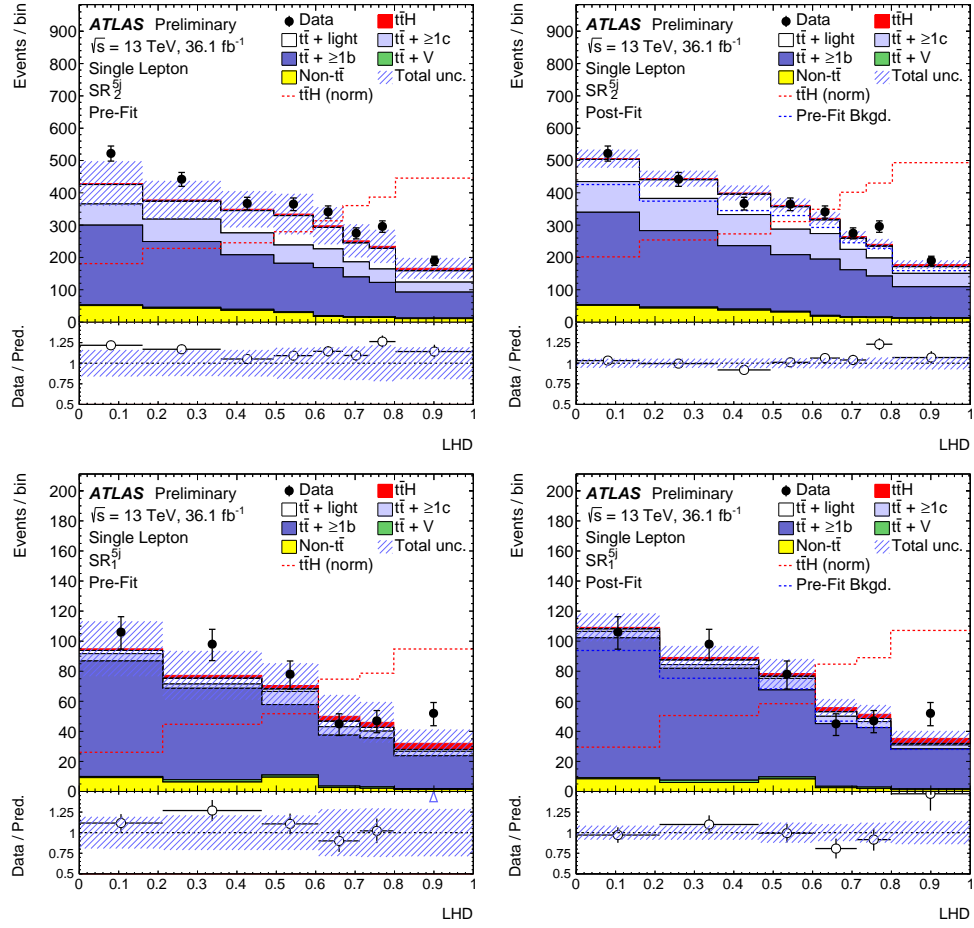 Events / bin
900
800
700
600
500
400
300
200
100
0
ATLAS Preliminary
√s = 13 TeV, 36.1 fb⁻¹
Single Lepton
SR₂⁵ʲ
Pre-Fit
Data
tt̄H
tt̄ + light
tt̄ + ≥1c
tt̄ + ≥1b
tt̄ + V
Non-tt̄
Total unc.
tt̄H (norm)
Data / Pred.
1.25
1
0.75
0.5
0 0.1 0.2 0.3 0.4 0.5 0.6 0.7 0.8 0.9 1
LHD
Events / bin
900
800
700
600
500
400
300
200
100
0
ATLAS Preliminary
√s = 13 TeV, 36.1 fb⁻¹
Single Lepton
SR₂⁵ʲ
Post-Fit
Data
tt̄H
tt̄ + light
tt̄ + ≥1c
tt̄ + ≥1b
tt̄ + V
Non-tt̄
Total unc.
tt̄H (norm)
Pre-Fit Bkgd.
Data / Pred.
1.25
1
0.75
0.5
0 0.1 0.2 0.3 0.4 0.5 0.6 0.7 0.8 0.9 1
LHD
Events / bin
200
180
160
140
120
100
80
60
40
20
0
ATLAS Preliminary
√s = 13 TeV, 36.1 fb⁻¹
Single Lepton
SR₁⁵ʲ
Pre-Fit
Data
tt̄H
tt̄ + light
tt̄ + ≥1c
tt̄ + ≥1b
tt̄ + V
Non-tt̄
Total unc.
tt̄H (norm)
Data / Pred.
1.25
1
0.75
0.5
0 0.1 0.2 0.3 0.4 0.5 0.6 0.7 0.8 0.9 1
LHD
Events / bin
200
180
160
140
120
100
80
60
40
20
0
ATLAS Preliminary
√s = 13 TeV, 36.1 fb⁻¹
Single Lepton
SR₁⁵ʲ
Post-Fit
Data
tt̄H
tt̄ + light
tt̄ + ≥1c
tt̄ + ≥1b
tt̄ + V
Non-tt̄
Total unc.
tt̄H (norm)
Pre-Fit Bkgd.
Data / Pred.
1.25
1
0.75
0.5
0 0.1 0.2 0.3 0.4 0.5 0.6 0.7 0.8 0.9 1
LHD